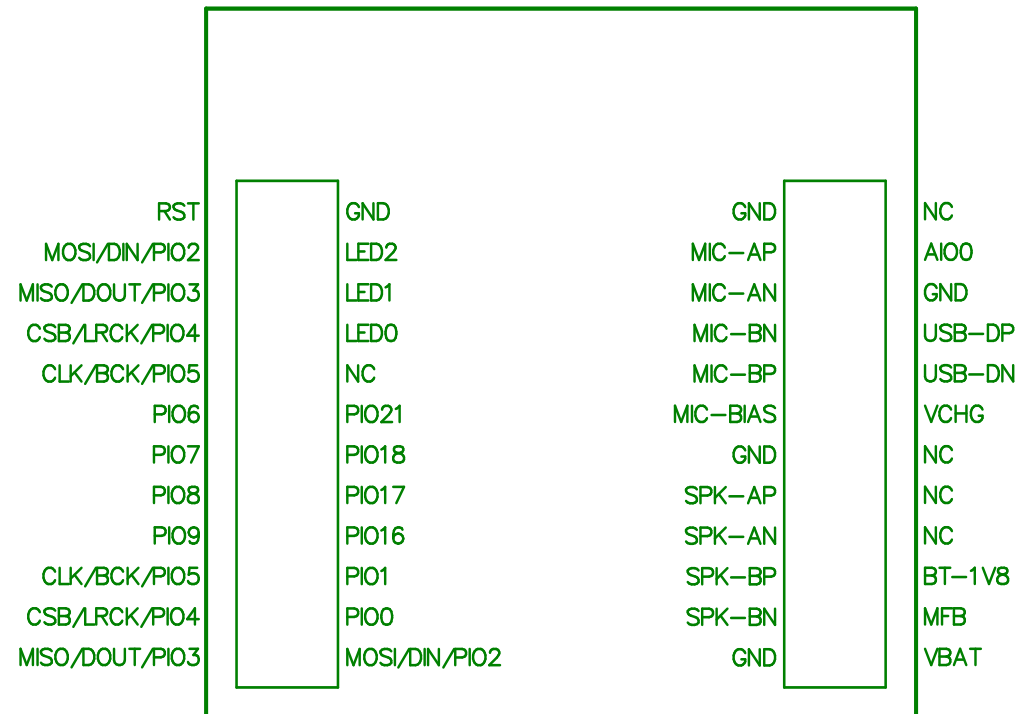 RST GND GND NC
MOSI/DIN/PIO2 LED2 MIC-AP AIO0
MISO/DOUT/PIO3 LED1 MIC-AN GND
CSB/LRCK/PIO4 LED0 MIC-BN USB-DP
CLK/BCK/PIO5 NC MIC-BP USB-DN
PIO6 PIO21 MIC-BIAS VCHG
PIO7 PIO18 GND NC
PIO8 PIO17 SPK-AP NC
PIO9 PIO16 SPK-AN NC
CLK/BCK/PIO5 PIO1 SPK-BP BT-1V8
CSB/LRCK/PIO4 PIO0 SPK-BN MFB
MISO/DOUT/PIO3 MOSI/DIN/PIO2 GND VBAT